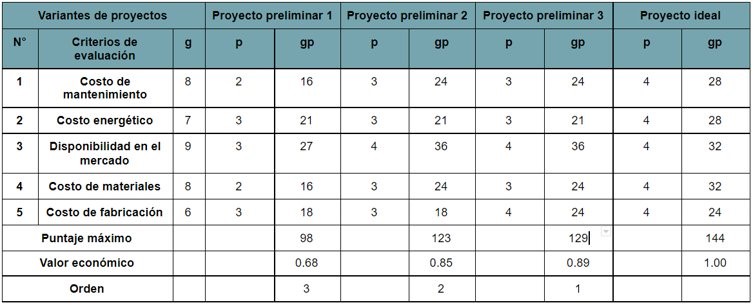 Variantes de proyectos Proyecto preliminar 1 Proyecto preliminar 2 Proyecto preliminar 3 Proyecto ideal
N° Criterios de evaluación g p gp p gp p gp p gp
1 Costo de mantenimiento 8 2 16 3 24 3 24 4 28
2 Costo energético 7 3 21 3 21 3 21 4 28
3 Disponibilidad en el mercado 9 3 27 4 36 4 36 4 32
4 Costo de materiales 8 2 16 3 24 3 24 4 32
5 Costo de fabricación 6 3 18 3 18 4 24 4 24
Puntaje máximo 98 123 129 144
Valor económico 0.68 0.85 0.89 1.00
Orden 3 2 1